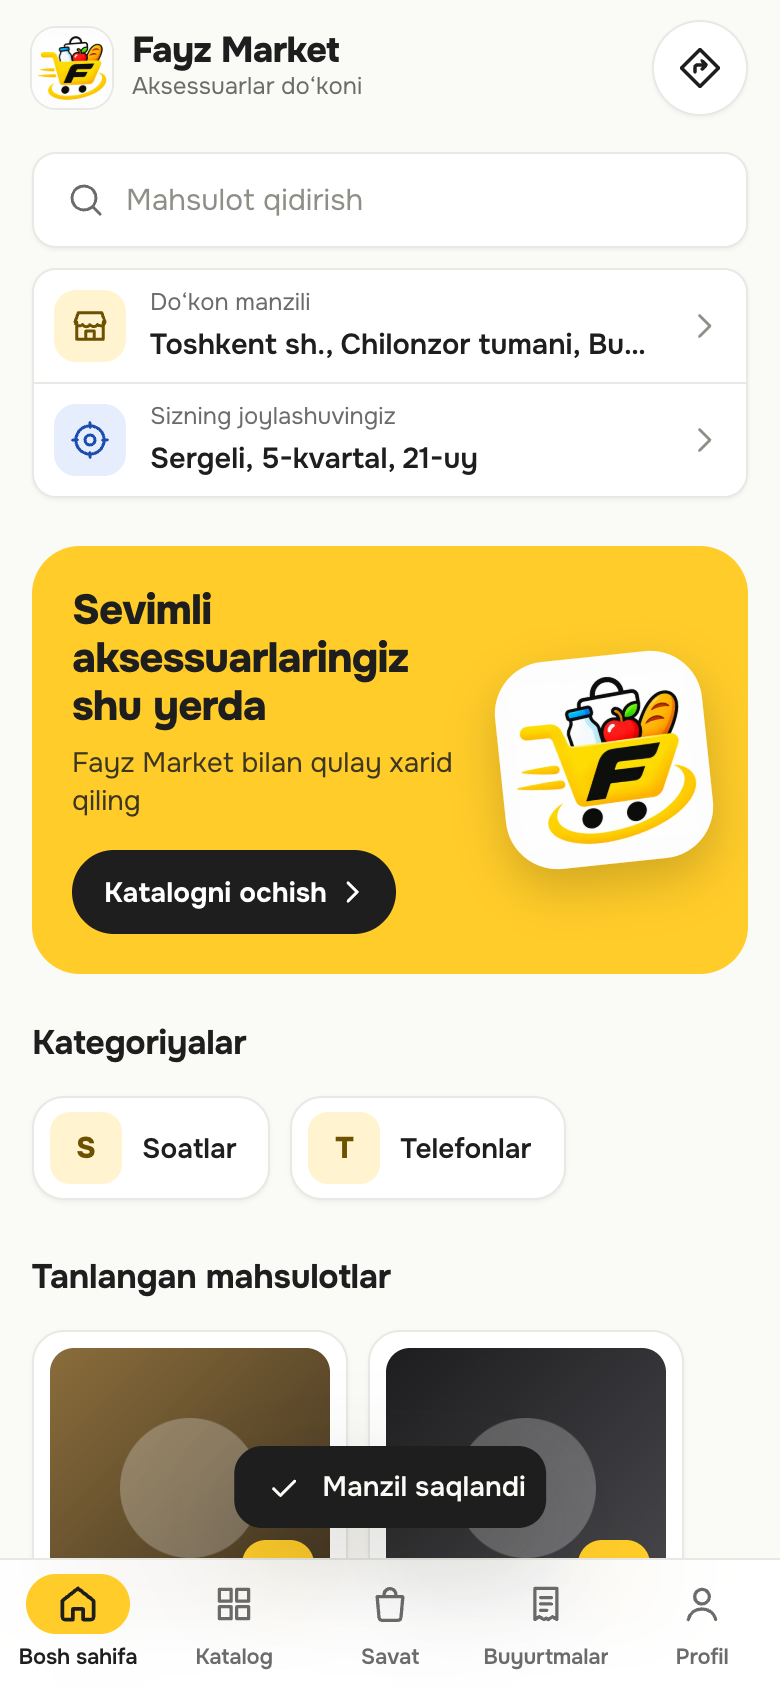 Fayz Market
Aksessuarlar do‘koni
Mahsulot qidirish
Do‘kon manzili
Toshkent sh., Chilonzor tumani, Bu...
Sizning joylashuvingiz
Sergeli, 5-kvartal, 21-uy
Sevimli
aksessuarlaringiz
shu yerda
Fayz Market bilan qulay xarid
qiling
F
Katalogni ochish
Kategoriyalar
S Soatlar
T Telefonlar
Tanlangan mahsulotlar
Manzil saqlandi
Bosh sahifa
Katalog
Savat
Buyurtmalar
Profil